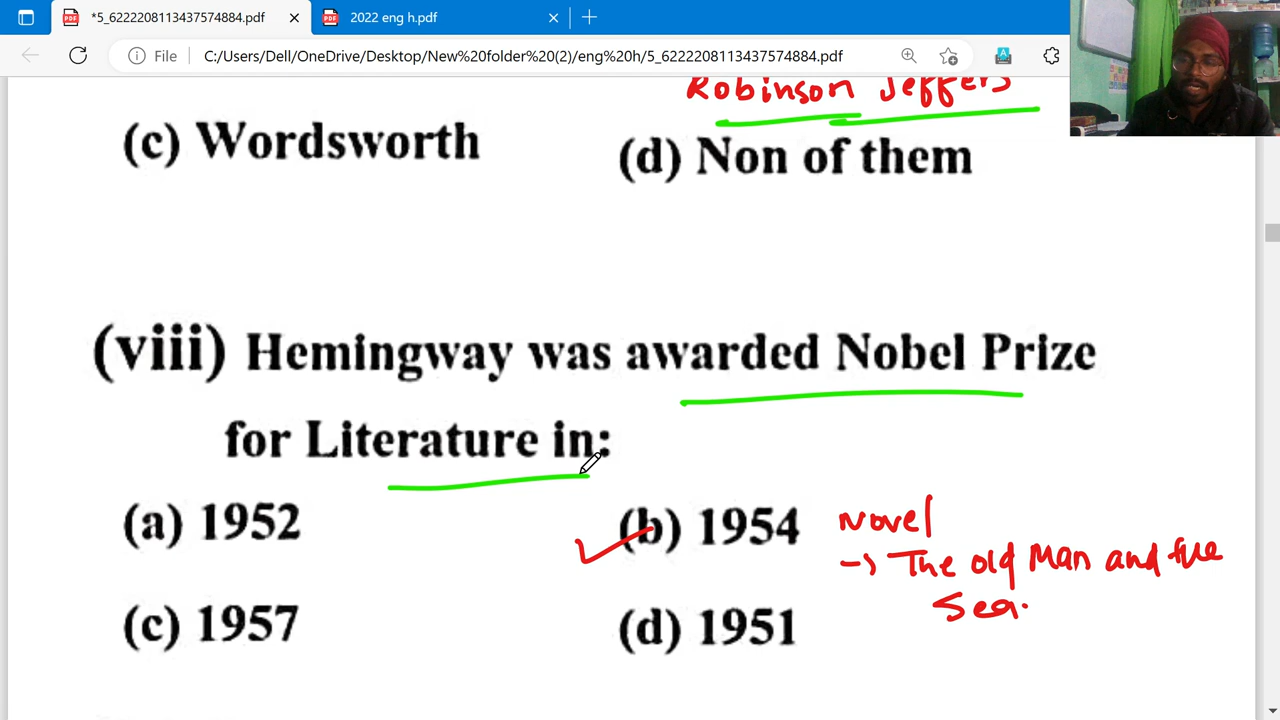 *5_6222208113437574884.pdf
2022 eng h.pdf
File
C:/Users/Dell/OneDrive/Desktop/New%20folder%20(2)/eng%20h/5_6222208113437574884.pdf
Robinson Jeffers
(c) Wordsworth
(d) Non of them
(viii) Hemingway was awarded Nobel Prize
for Literature in:
(a) 1952
(b) 1954
Novel
→ The old Man and the
Sea.
(c) 1957
(d) 1951